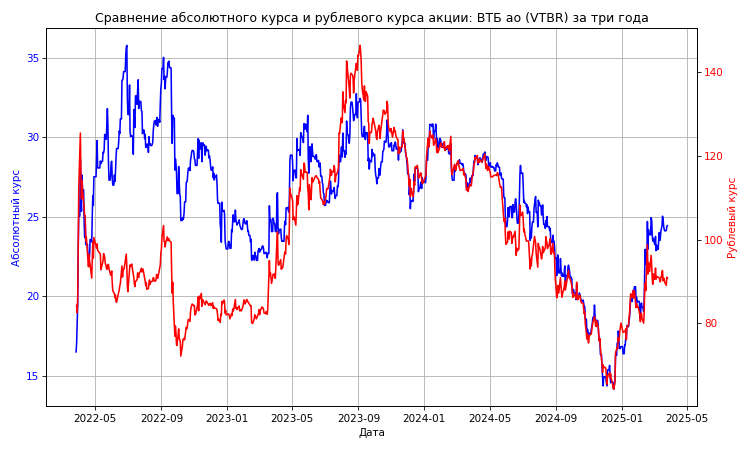 Сравнение абсолютного курса и рублевого курса акции: ВТБ ао (VTBR) за три года
35
30
25
20
15
Абсолютный курс
140
120
100
80
Рублевый курс
2022-05 2022-09 2023-01 2023-05 2023-09 2024-01 2024-05 2024-09 2025-01 2025-05
Дата